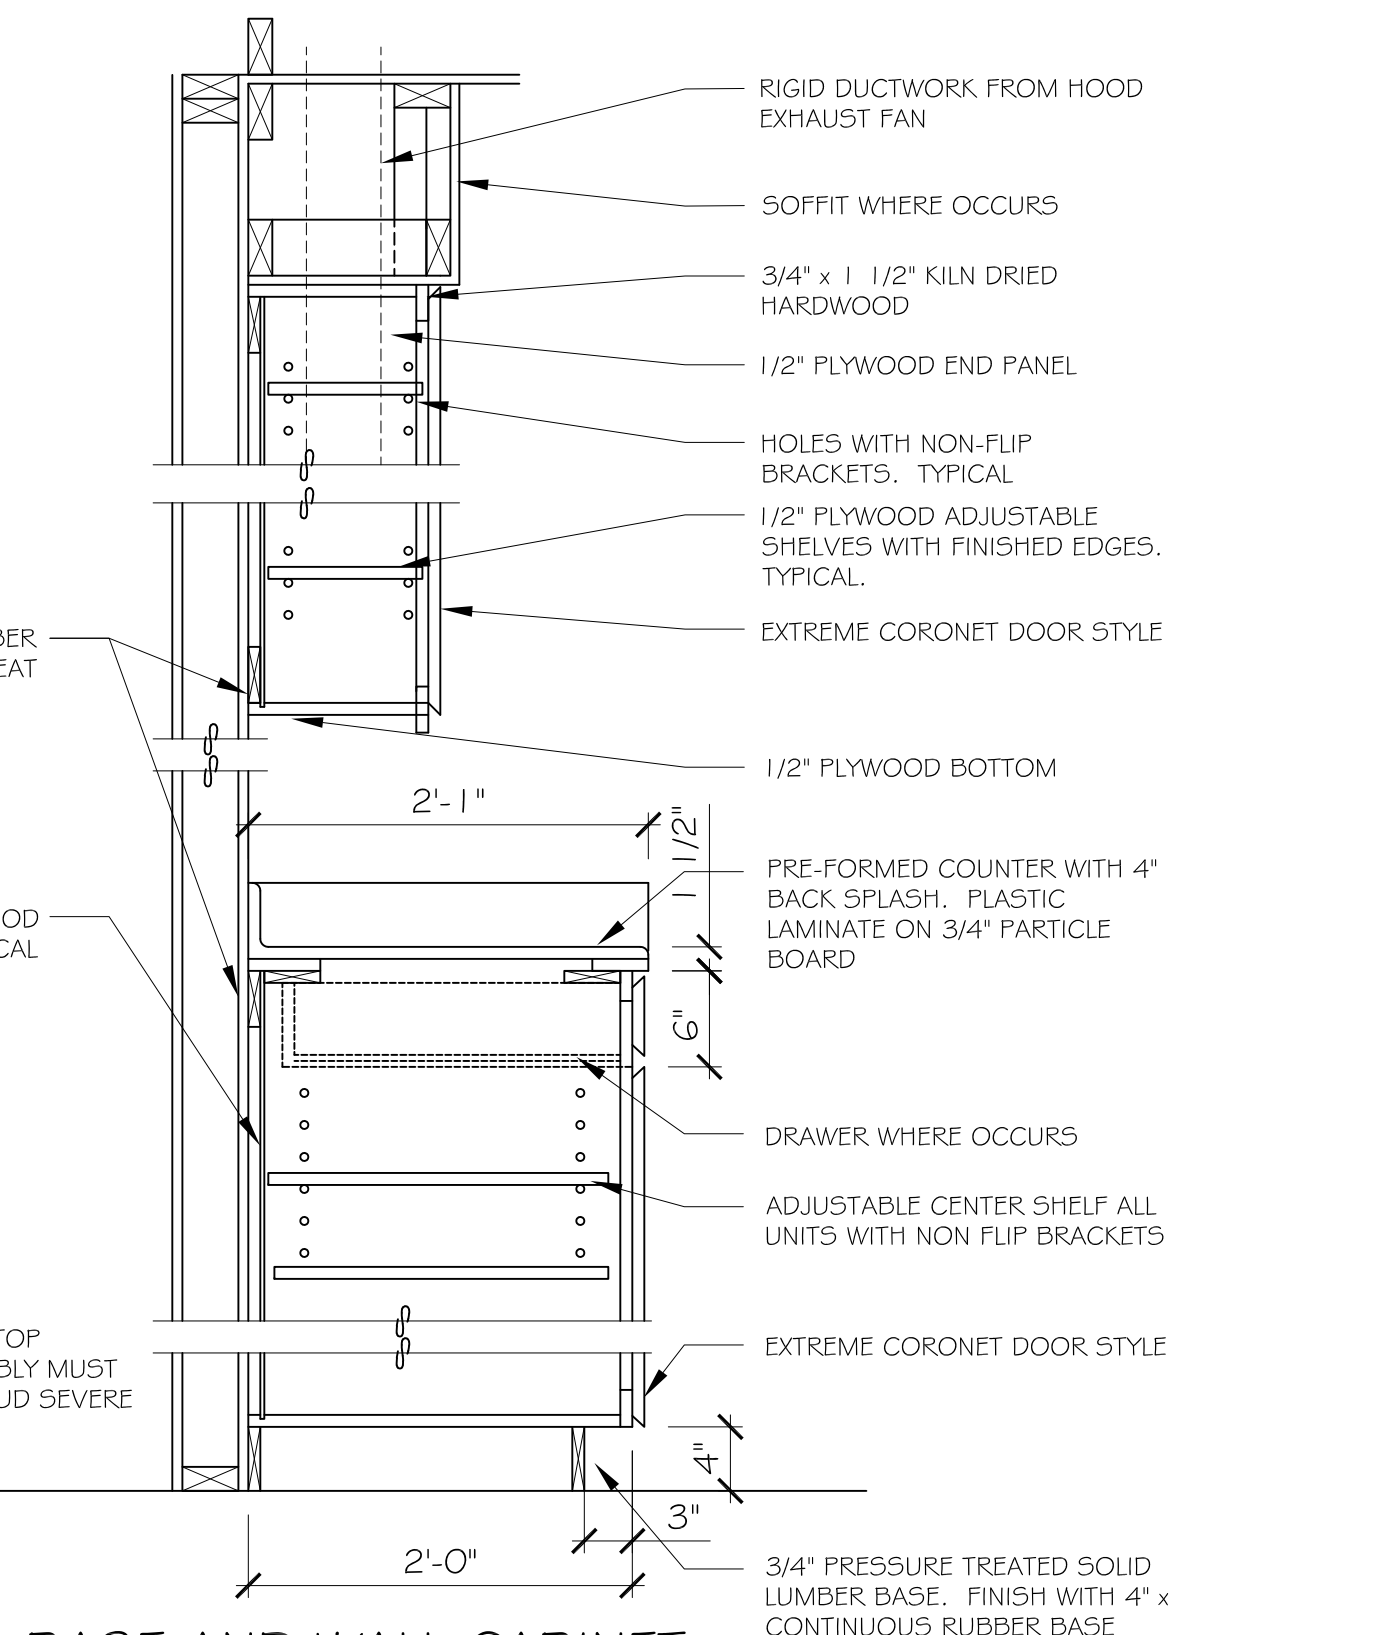 RIGID DUCTWORK FROM HOOD
EXHAUST FAN
SOFFIT WHERE OCCURS
3/4" x 1 1/2" KILN DRIED
HARDWOOD
1/2" PLYWOOD END PANEL
HOLES WITH NON-FLIP
BRACKETS. TYPICAL
1/2" PLYWOOD ADJUSTABLE
SHELVES WITH FINISHED EDGES.
TYPICAL.
EXTREME CORONET DOOR STYLE
BER
EAT
1/2" PLYWOOD BOTTOM
2'-1"
1 1/2"
PRE-FORMED COUNTER WITH 4"
BACK SPLASH. PLASTIC
LAMINATE ON 3/4" PARTICLE
BOARD
OOD
CAL
6"
DRAWER WHERE OCCURS
ADJUSTABLE CENTER SHELF ALL
UNITS WITH NON FLIP BRACKETS
TOP
BLY MUST
UD SEVERE
EXTREME CORONET DOOR STYLE
4"
3"
2'-0"
3/4" PRESSURE TREATED SOLID
LUMBER BASE. FINISH WITH 4" x
CONTINUOUS RUBBER BASE
BASE AND WALL CABINET